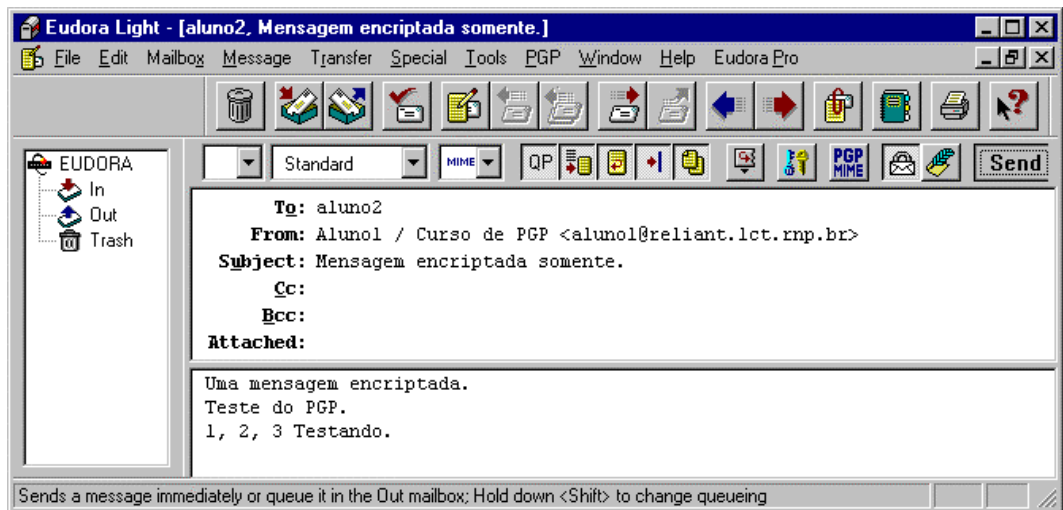 Eudora Light - [aluno2, Mensagem encriptada somente.]
File Edit Mailbox Message Transfer Special Tools PGP Window Help Eudora Pro
EUDORA
In
Out
Trash
Standard MIME QP PGP MIME Send
To: aluno2
From: Aluno1 / Curso de PGP <aluno1@reliant.lct.rnp.br>
Subject: Mensagem encriptada somente.
Cc:
Bcc:
Attached:
Uma mensagem encriptada.
Teste do PGP.
1, 2, 3 Testando.
Sends a message immediately or queue it in the Out mailbox; Hold down <Shift> to change queueing